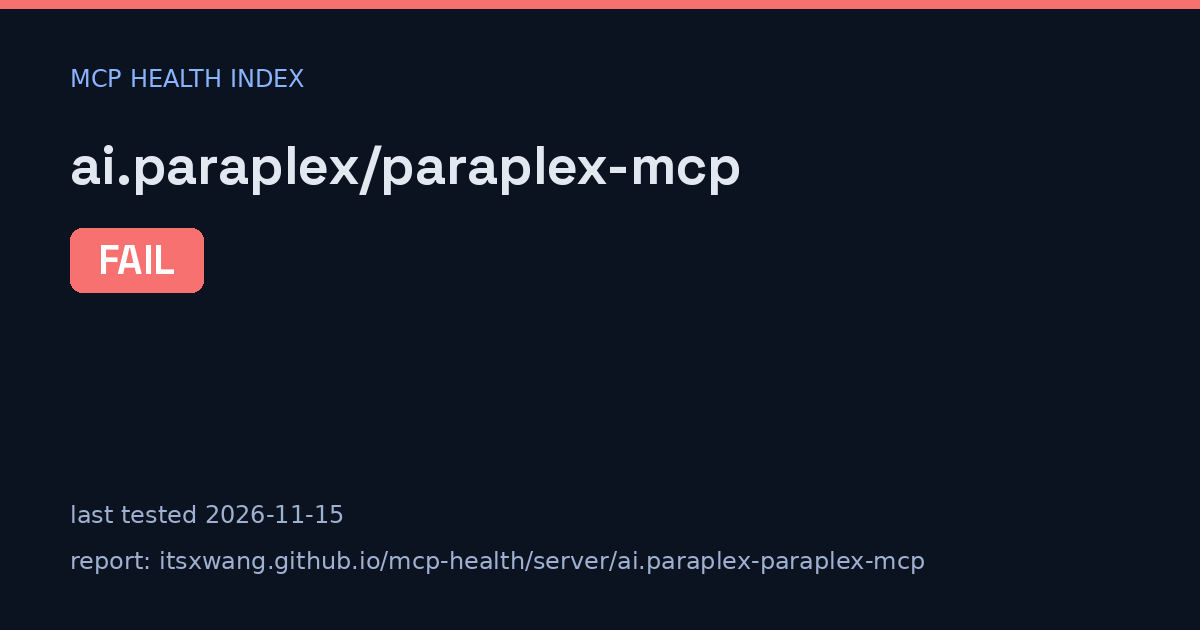 MCP HEALTH INDEX
ai.paraplex/paraplex-mcp
FAIL
last tested 2026-11-15
report: itsxwang.github.io/mcp-health/server/ai.paraplex-paraplex-mcp